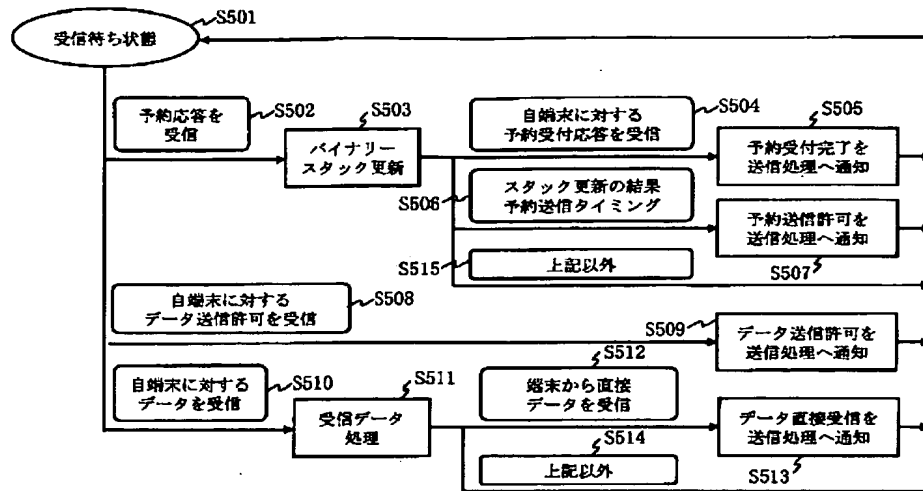 S501
受信待ち状態
予約応答を
受信
S502
S503
バイナリー
スタック更新
自端末に対する
予約受付応答を受信
S504
S505
予約受付完了を
送信処理へ通知
S506
スタック更新の結果
予約送信タイミング
予約送信許可を
送信処理へ通知
S507
S515
上記以外
自端末に対する
データ送信許可を受信
S508
S509
データ送信許可を
送信処理へ通知
自端末に対する
データを受信
S510
S511
受信データ
処理
S512
端末から直接
データを受信
データ直接受信を
送信処理へ通知
S513
S514
上記以外